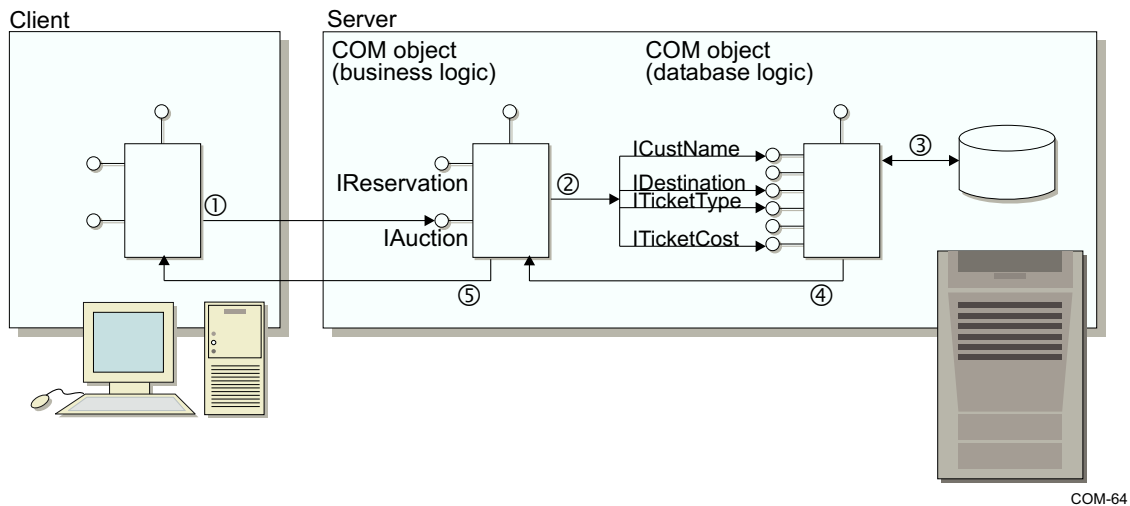 Client
Server
COM object
(business logic)
COM object
(database logic)
ICustName
③
IReservation
②
IDestination
ITicketType
①
IAuction
ITicketCost
⑤
④
COM-64